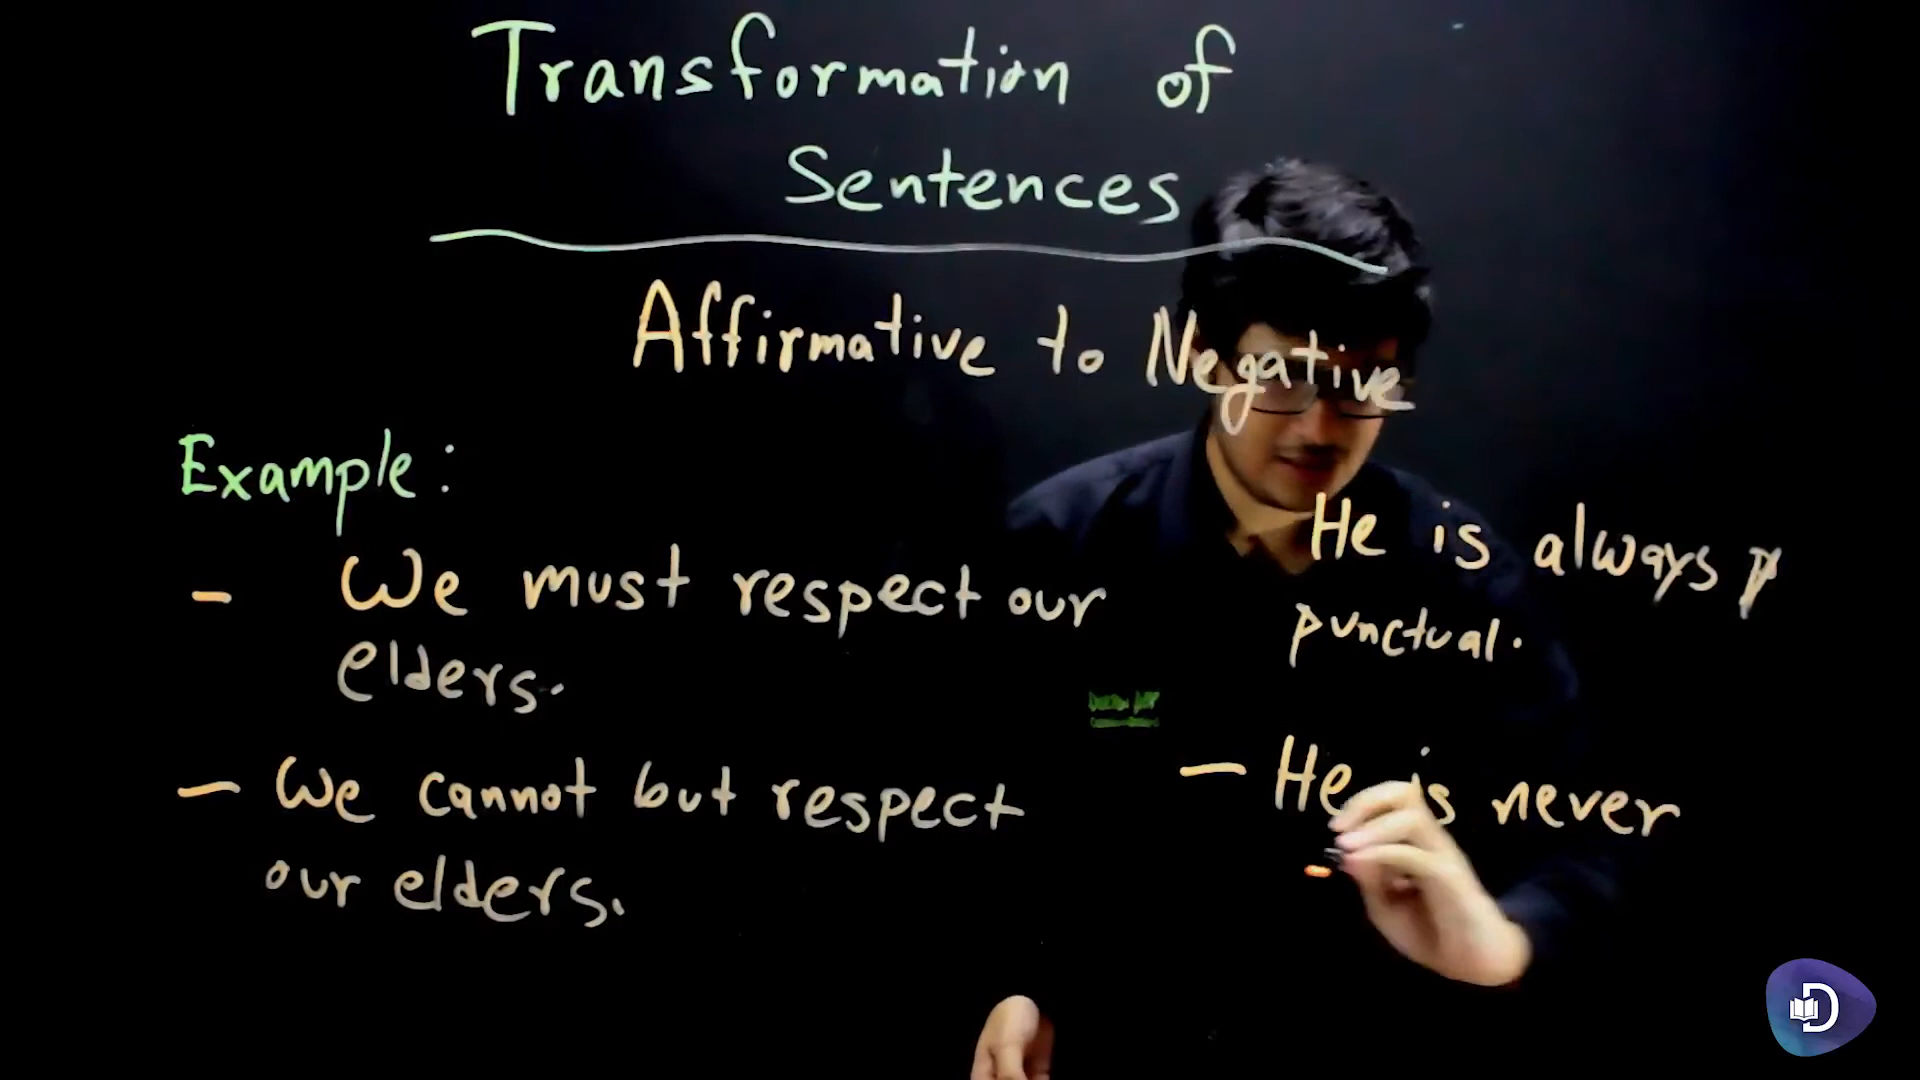 Transformation of
Sentences
Affirmative to Negative
Example:
- We must respect our
elders.
- We cannot but respect
our elders.
He is always p
punctual.
- He is never
D